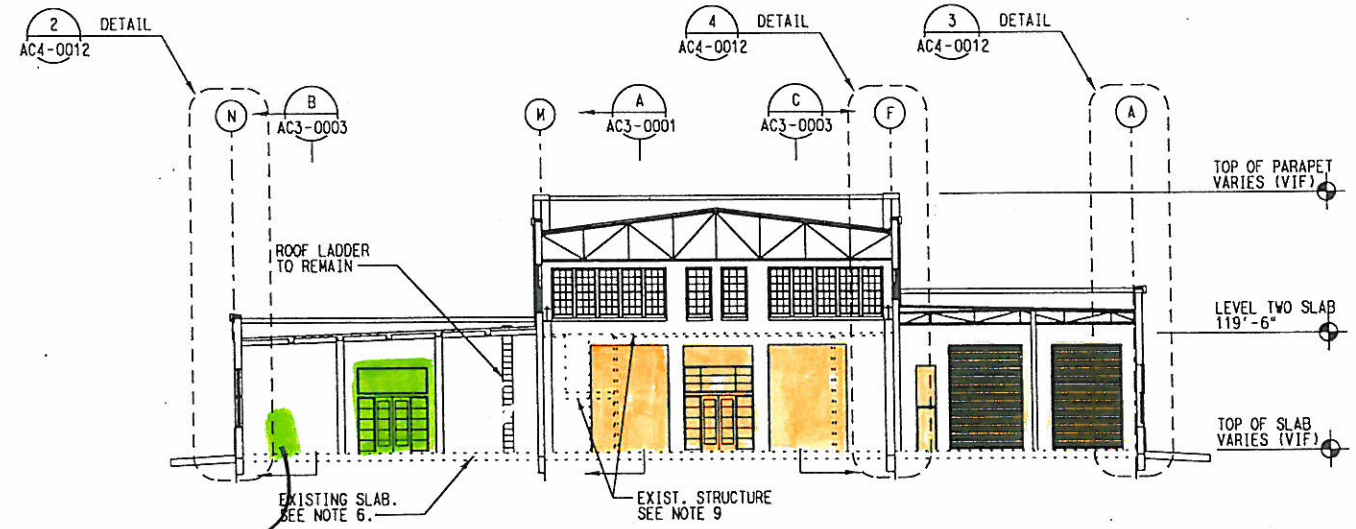 2 DETAIL
AC4-0012
4 DETAIL
AC4-0012
3 DETAIL
AC4-0012
N
B
AC3-0003
M
A
AC3-0001
C
AC3-0003
F
A
TOP OF PARAPET
VARIES (VIF)
ROOF LADDER
TO REMAIN
LEVEL TWO SLAB
119'-6"
TOP OF SLAB
VARIES (VIF)
EXISTING SLAB.
SEE NOTE 6.
EXIST. STRUCTURE
SEE NOTE 9